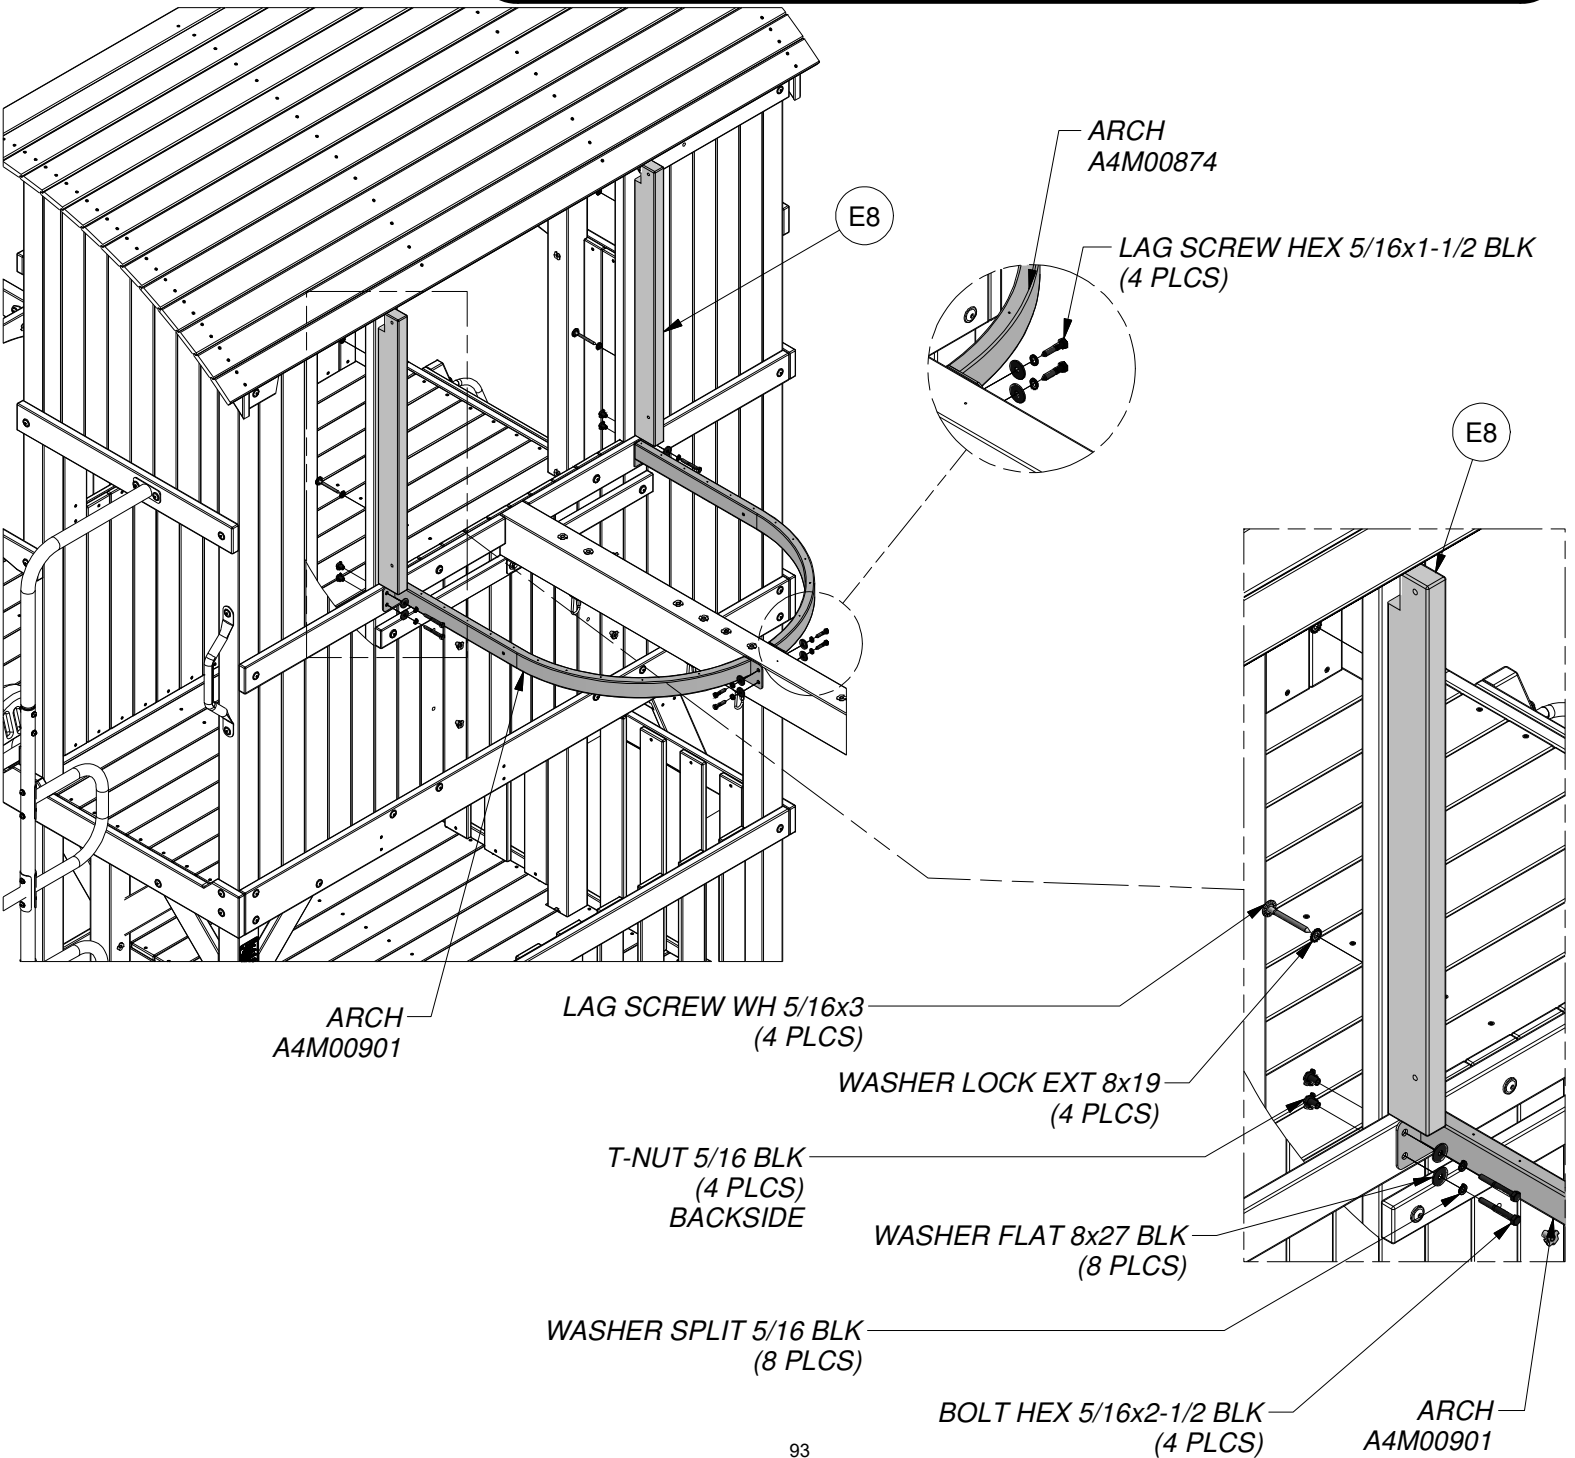 ARCH
A4M00874
E8
LAG SCREW HEX 5/16x1-1/2 BLK
(4 PLCS)
E8
ARCH
A4M00901
LAG SCREW WH 5/16x3
(4 PLCS)
WASHER LOCK EXT 8x19
(4 PLCS)
T-NUT 5/16 BLK
(4 PLCS)
BACKSIDE
WASHER FLAT 8x27 BLK
(8 PLCS)
WASHER SPLIT 5/16 BLK
(8 PLCS)
BOLT HEX 5/16x2-1/2 BLK
(4 PLCS)
ARCH
A4M00901
93